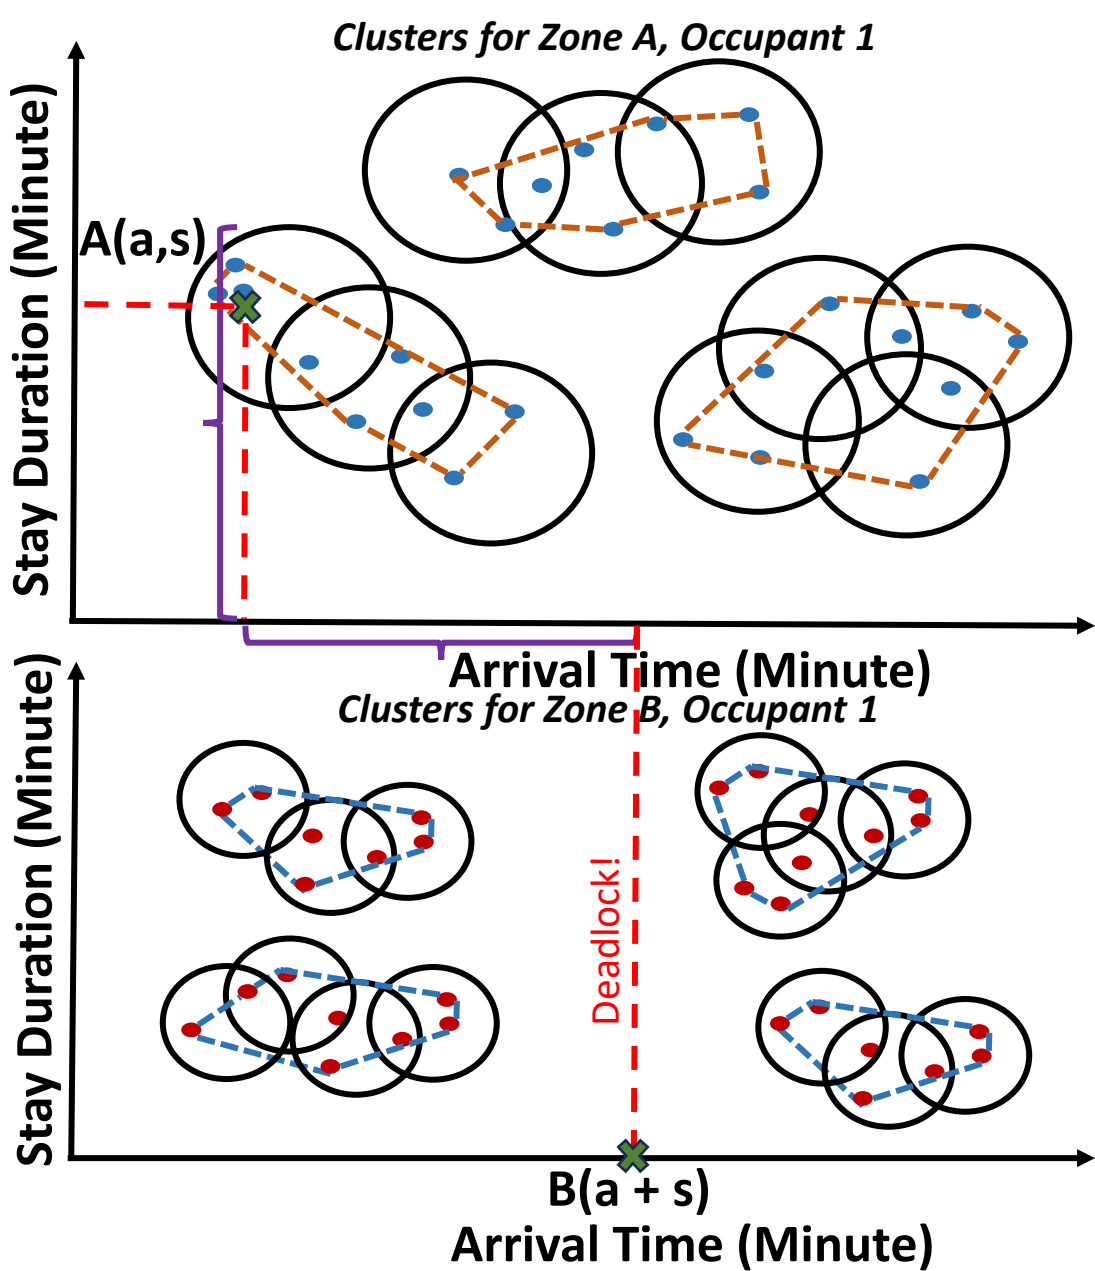 Clusters for Zone A, Occupant 1
Stay Duration (Minute)
A(a,s)
Arrival Time (Minute)
Clusters for Zone B, Occupant 1
Stay Duration (Minute)
Deadlock!
B(a + s)
Arrival Time (Minute)